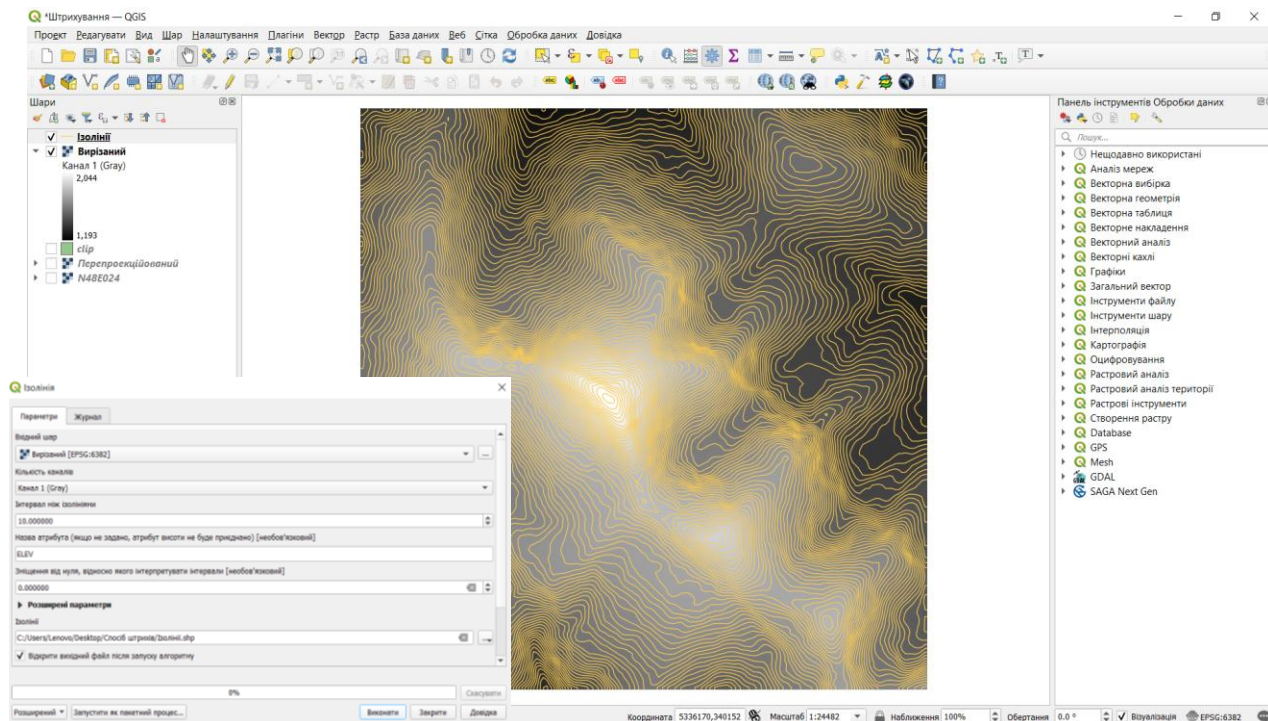 *Штрихування — QGIS
Проєкт Редагувати Вид Шар Налаштування Плагіни Вектор Растр База даних Веб Сітка Обробка даних Довідка
Шари
Ізолінії
Вирізаний
Канал 1 (Gray)
2,044
1,193
clip
Перепроекційований
N48E024
Панель інструментів Обробки даних
Пошук...
Нещодавно використані
Аналіз мереж
Векторна вибірка
Векторна геометрія
Векторна таблиця
Векторне накладення
Векторний аналіз
Векторні кахлі
Графіки
Загальний вектор
Інструменти файлу
Інструменти шару
Інтерполяція
Картографія
Оцифровування
Растровий аналіз
Растровий аналіз території
Растрові інструменти
Створення растру
Database
GPS
Mesh
GDAL
SAGA Next Gen
Ізолінія
Параметри Журнал
Вхідний шар
Вирізаний [EPSG:6382]
Кількість каналів
Канал 1 (Gray)
Інтервал між ізолініями
10.000000
Назва атрибута (якщо не задано, атрибут висоти не буде приєднано) [необов'язковий]
ELEV
Зміщення від нуля, відносно якого інтерпретувати інтервали [необов'язковий]
0.000000
Розширені параметри
Ізолінії
C:/Users/Lenovo/Desktop/Спосіб штрихів/Ізолінії.shp
Відкрити вихідний файл після запуску алгоритму
0%
Скасувати
Розширений Запустити як пакетний процес... Виконати Закрити Довідка
Координата 5336170,340152 Масштаб 1:24482 Наближення 100% Обертання 0.0 ° Візуалізація EPSG:6382